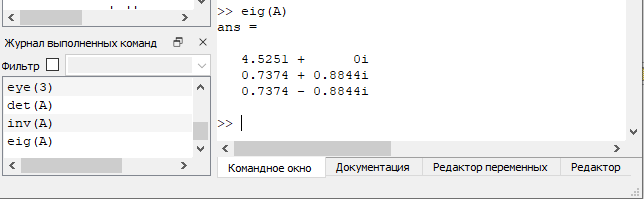 Журнал выполненных команд
Фильтр
eye(3)
det(A)
inv(A)
eig(A)
>> eig(A)
ans =
4.5251 + 0i
0.7374 + 0.8844i
0.7374 - 0.8844i
>>
Командное окно Документация Редактор переменных Редактор